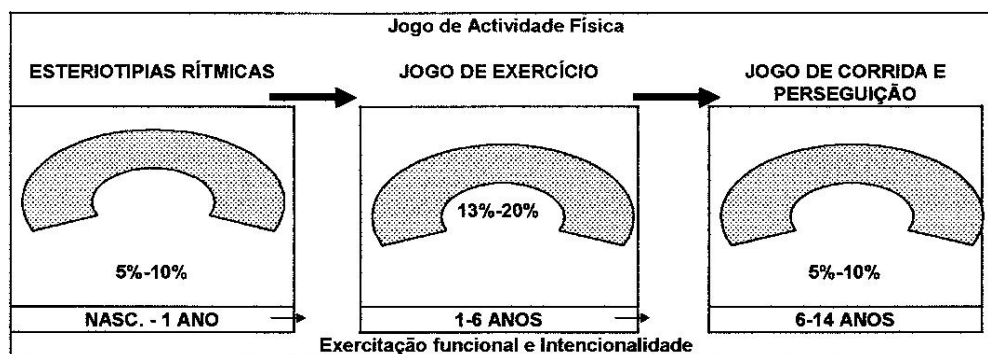 Jogo de Actividade Física
ESTERIOTIPIAS RÍTMICAS
JOGO DE EXERCÍCIO
JOGO DE CORRIDA E
PERSEGUIÇÃO
5%-10%
13%-20%
5%-10%
NASC. - 1 ANO
1-6 ANOS
6-14 ANOS
Exercitação funcional e Intencionalidade